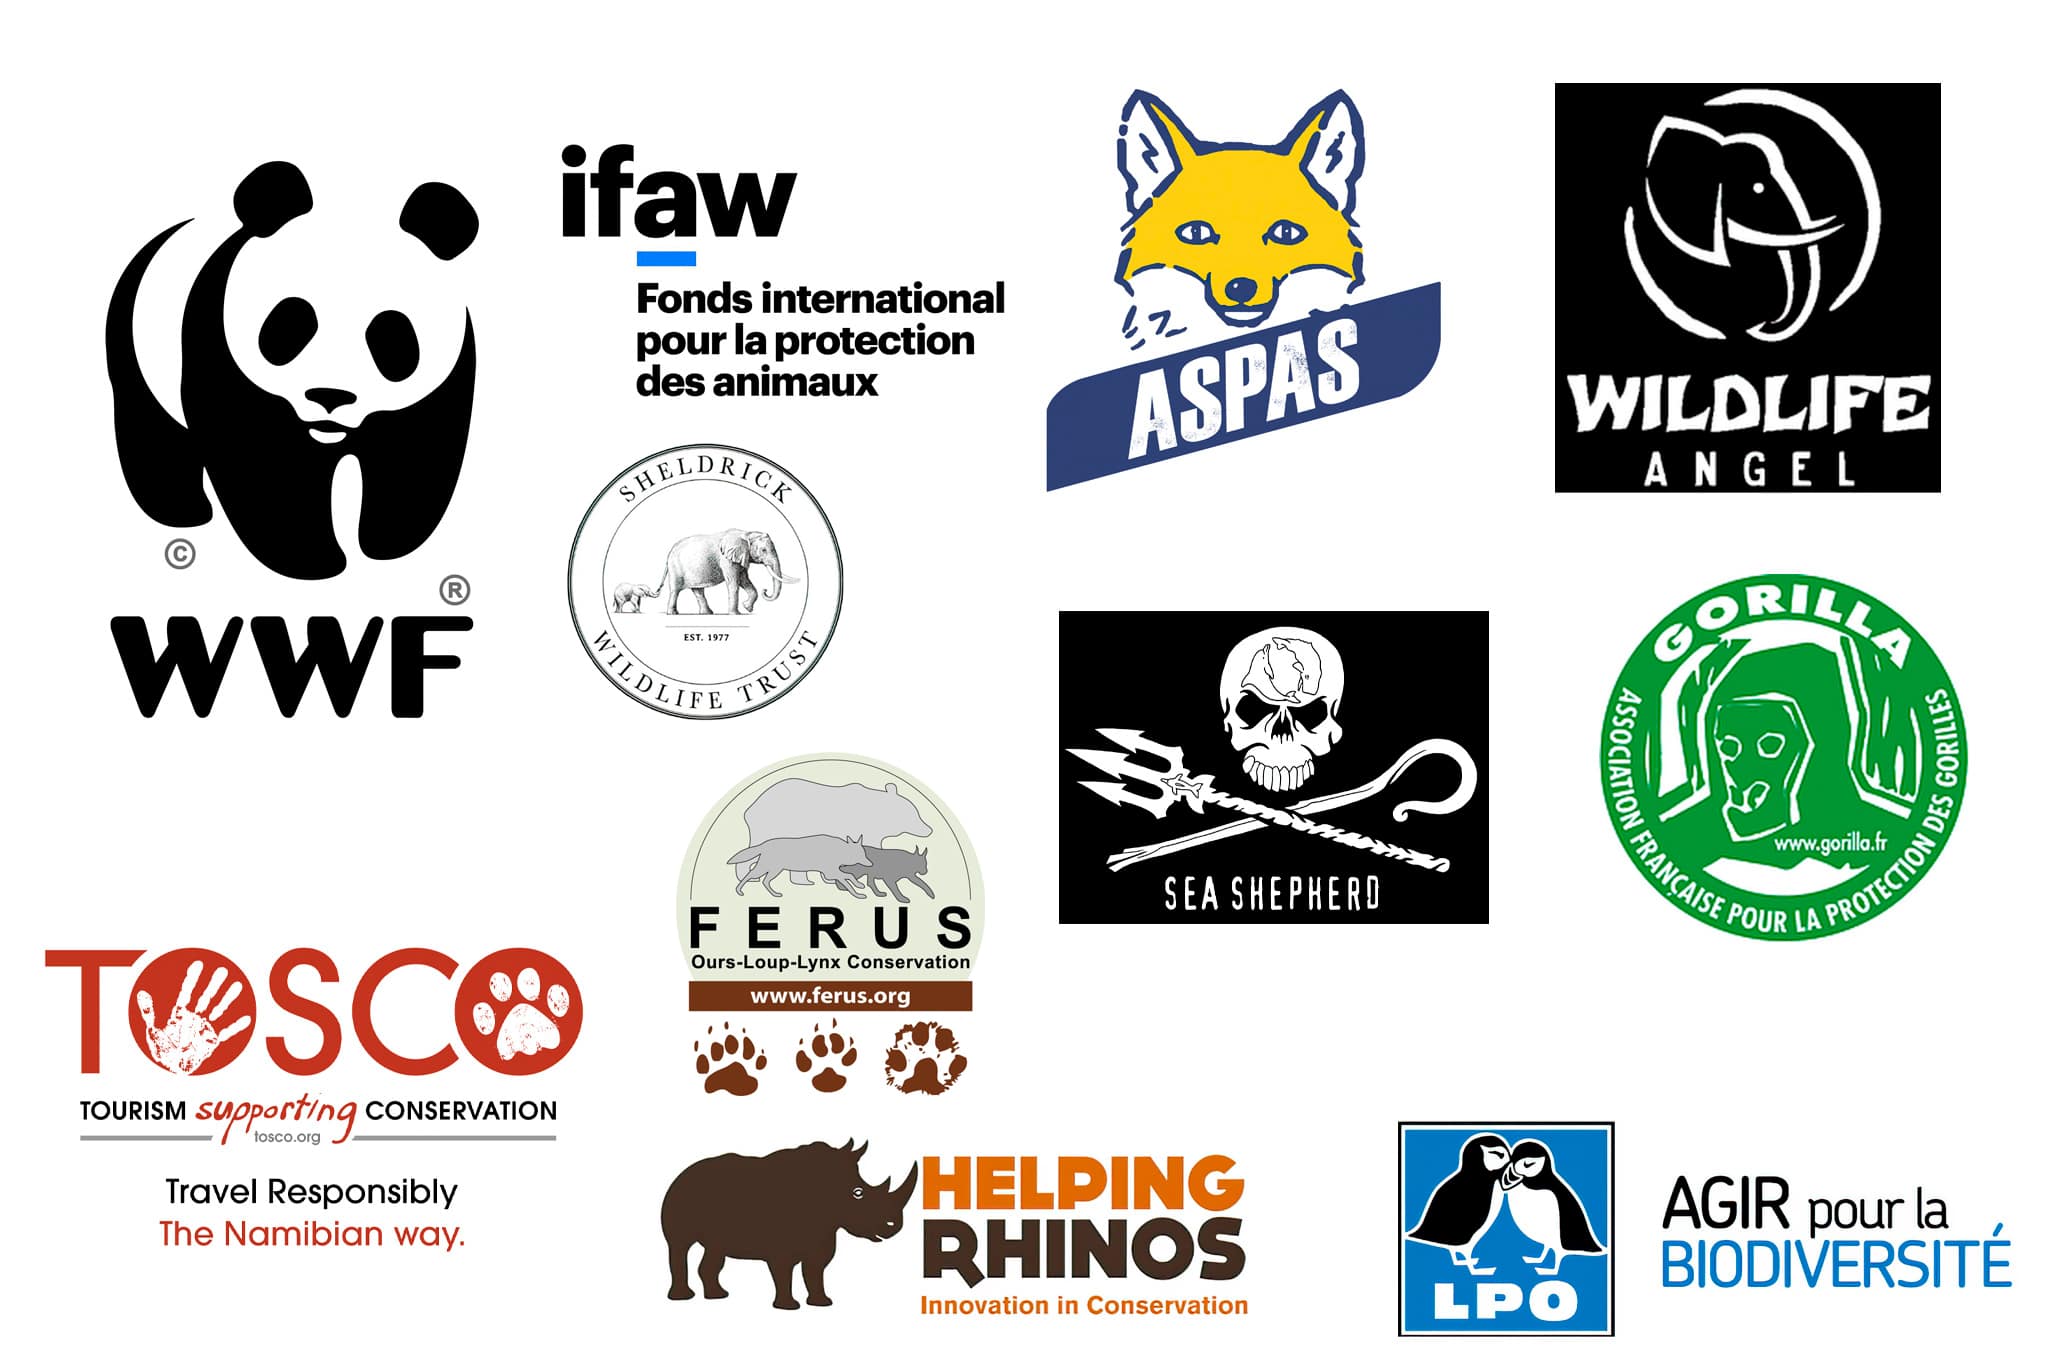 ©
®
WWF
ifaw
Fonds international
pour la protection
des animaux
ASPAS
WILDLIFE
ANGEL
SHELDRICK
EST. 1977
WILDLIFE TRUST
SEA SHEPHERD
GORILLA
www.gorilla.fr
ASSOCIATION FRANÇAISE POUR LA PROTECTION DES GORILLES
FERUS
Ours-Loup-Lynx Conservation
www.ferus.org
TOSCO
TOURISM supporting CONSERVATION
tosco.org
Travel Responsibly
The Namibian way.
HELPING
RHINOS
Innovation in Conservation
LPO
AGIR pour la
BIODIVERSITÉ